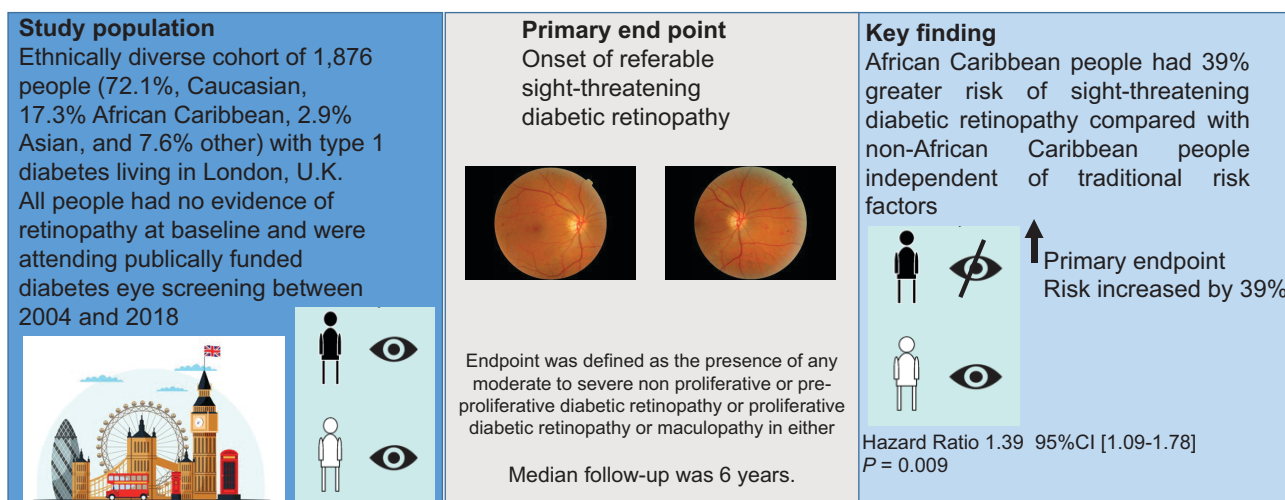 Study population
Ethnically diverse cohort of 1,876
people (72.1%, Caucasian,
17.3% African Caribbean, 2.9%
Asian, and 7.6% other) with type 1
diabetes living in London, U.K.
All people had no evidence of
retinopathy at baseline and were
attending publically funded
diabetes eye screening between
2004 and 2018
Primary end point
Onset of referable
sight-threatening
diabetic retinopathy
Endpoint was defined as the presence of any
moderate to severe non proliferative or pre-
proliferative diabetic retinopathy or proliferative
diabetic retinopathy or maculopathy in either
Median follow-up was 6 years.
Key finding
African Caribbean people had 39%
greater risk of sight-threatening
diabetic retinopathy compared with
non-African Caribbean people
independent of traditional risk
factors
Primary endpoint
Risk increased by 39%
Hazard Ratio 1.39 95%CI [1.09-1.78]
P = 0.009